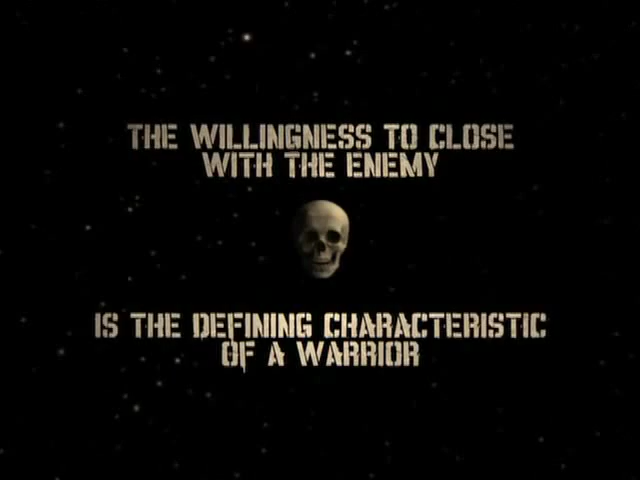 THE WILLINGNESS TO CLOSE
WITH THE ENEMY
IS THE DEFINING CHARACTERISTIC
OF A WARRIOR